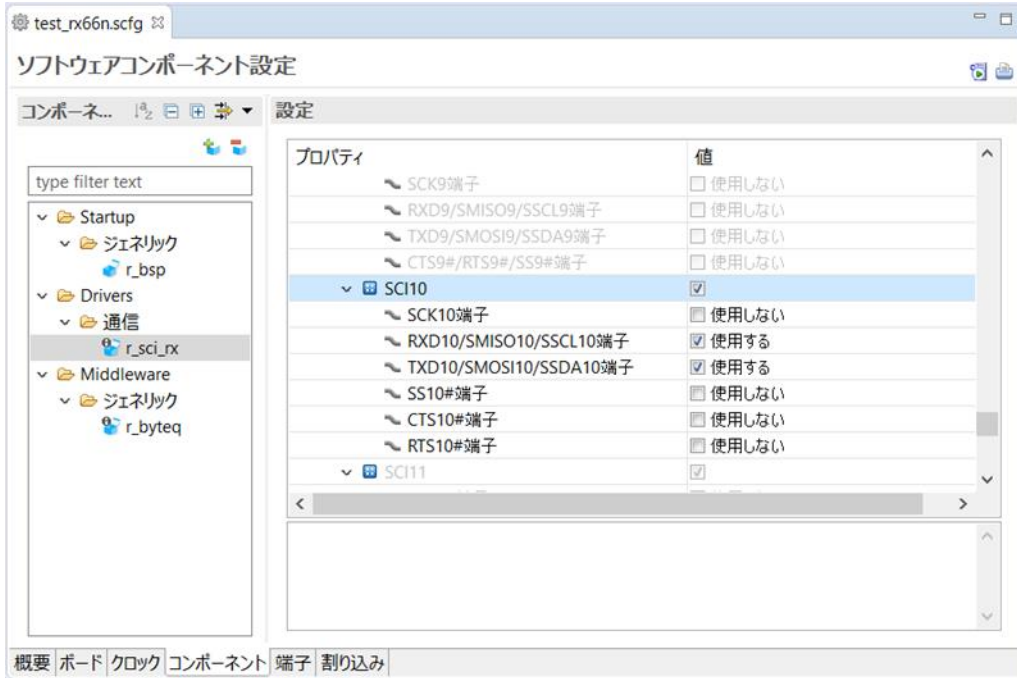 test_rx66n.scfg
ソフトウェアコンポーネント設定
コンポーネ...
type filter text
Startup
ジェネリック
r_bsp
Drivers
通信
r_sci_rx
Middleware
ジェネリック
r_byteq
設定
プロパティ 値
SCK9端子 使用しない
RXD9/SMISO9/SSCL9端子 使用しない
TXD9/SMOSI9/SSDA9端子 使用しない
CTS9#/RTS9#/SS9#端子 使用しない
SCI10
SCK10端子 使用しない
RXD10/SMISO10/SSCL10端子 使用する
TXD10/SMOSI10/SSDA10端子 使用する
SS10#端子 使用しない
CTS10#端子 使用しない
RTS10#端子 使用しない
SCI11
概要 ボード クロック コンポーネント 端子 割り込み